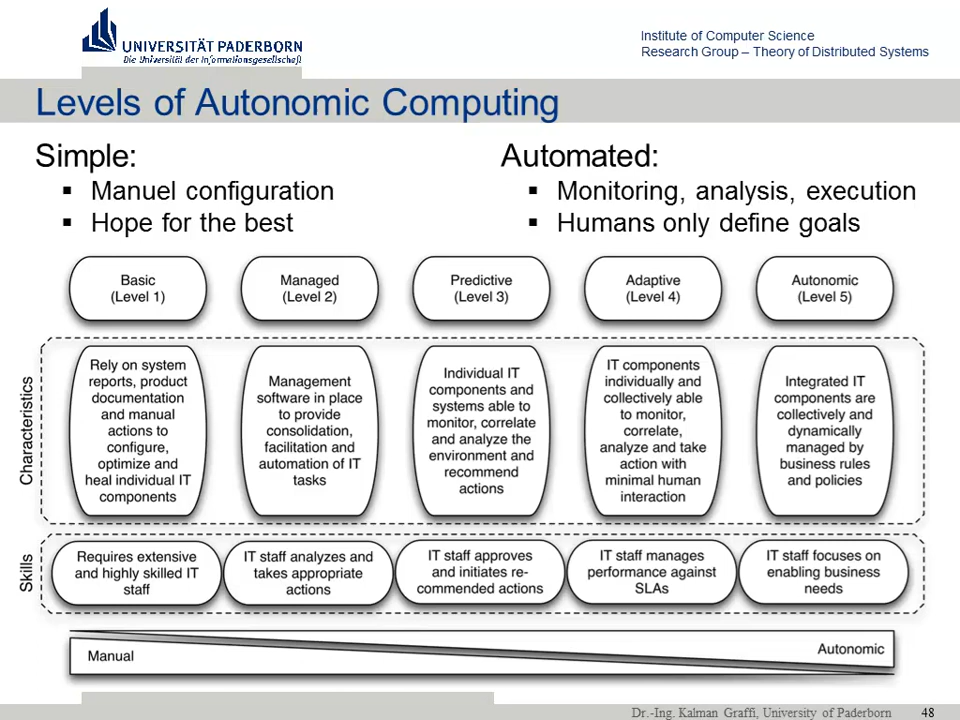 UNIVERSITÄT PADERBORN
Die Universität der Informationsgesellschaft
Institute of Computer Science
Research Group – Theory of Distributed Systems
Levels of Autonomic Computing
Simple:
▪ Manuel configuration
▪ Hope for the best
Automated:
▪ Monitoring, analysis, execution
▪ Humans only define goals
Basic
(Level 1)
Managed
(Level 2)
Predictive
(Level 3)
Adaptive
(Level 4)
Autonomic
(Level 5)
Characteristics
Rely on system
reports, product
documentation
and manual
actions to
configure,
optimize and
heal individual IT
components
Management
software in place
to provide
consolidation,
facilitation and
automation of IT
tasks
Individual IT
components and
systems able to
monitor, correlate
and analyze the
environment and
recommend
actions
IT components
individually and
collectively able
to monitor,
correlate,
analyze and take
action with
minimal human
interaction
Integrated IT
components are
collectively and
dynamically
managed by
business rules
and policies
Skills
Requires extensive
and highly skilled IT
staff
IT staff analyzes and
takes appropriate
actions
IT staff approves
and initiates re-
commended actions
IT staff manages
performance against
SLAs
IT staff focuses on
enabling business
needs
Manual
Autonomic
Dr.-Ing. Kalman Graffi, University of Paderborn
48